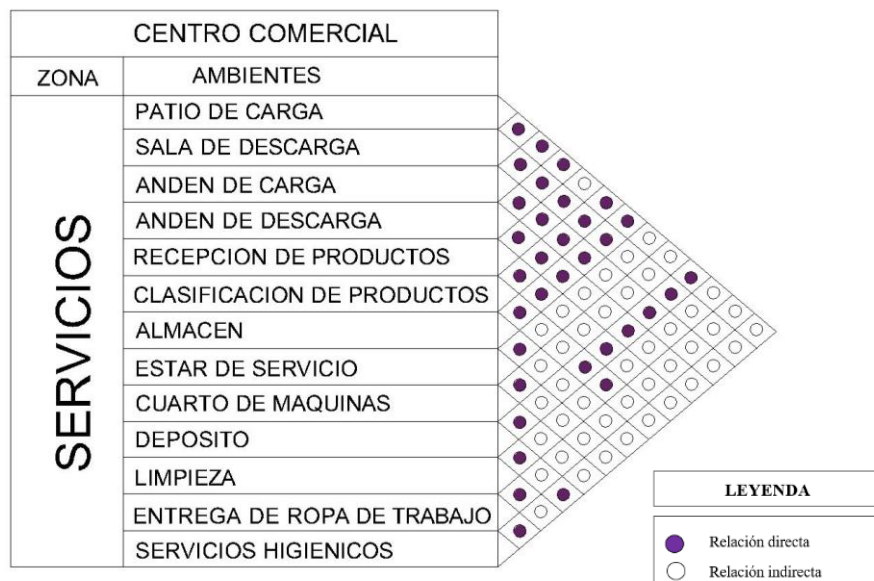 CENTRO COMERCIAL
ZONA AMBIENTES
SERVICIOS
PATIO DE CARGA
SALA DE DESCARGA
ANDEN DE CARGA
ANDEN DE DESCARGA
RECEPCION DE PRODUCTOS
CLASIFICACION DE PRODUCTOS
ALMACEN
ESTAR DE SERVICIO
CUARTO DE MAQUINAS
DEPOSITO
LIMPIEZA
ENTREGA DE ROPA DE TRABAJO
SERVICIOS HIGIENICOS
LEYENDA
Relación directa
Relación indirecta